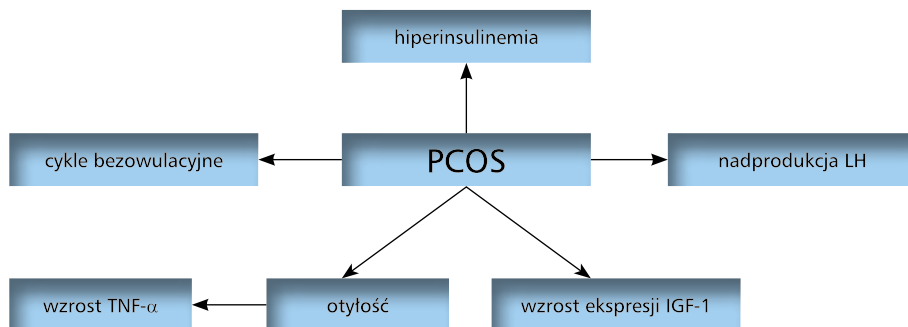 hiperinsulinemia
cykle bezowulacyjne
PCOS
nadprodukcja LH
wzrost TNF-α
otyłość
wzrost ekspresji IGF-1